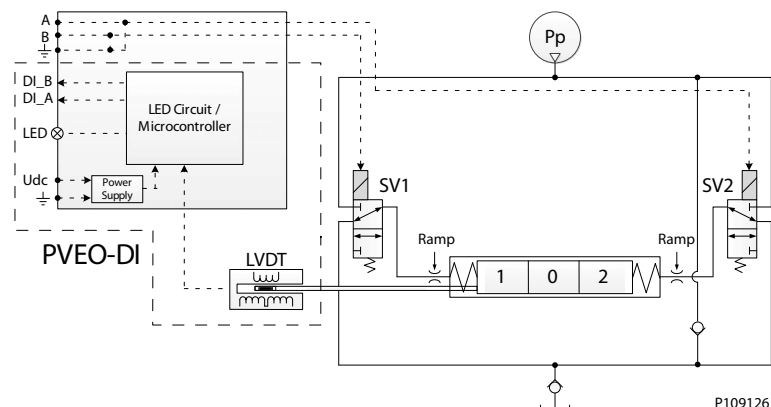 A
B
Pp
DI_B
DI_A
LED Circuit /
Microcontroller
LED
Udc
Power
Supply
SV1
SV2
PVEO-DI
LVDT
Ramp
Ramp
1 0 2
P109126